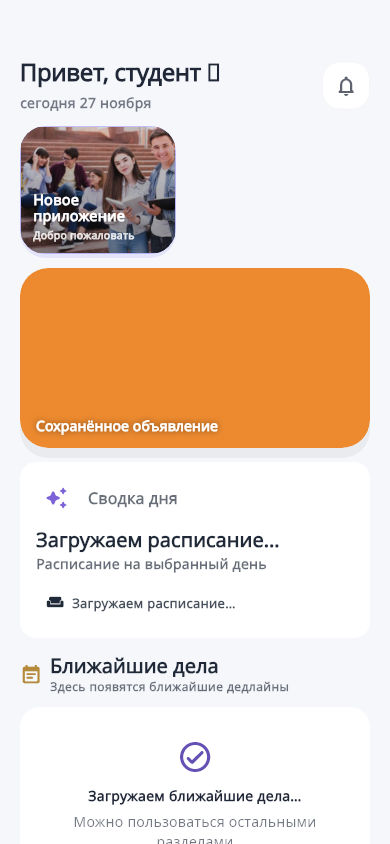 Привет, студент
сегодня 27 ноября
Новое
приложение
Добро пожаловать
Сохранённое объявление
Сводка дня
Загружаем расписание...
Расписание на выбранный день
Загружаем расписание...
Ближайшие дела
Здесь появятся ближайшие дедлайны
Загружаем ближайшие дела...
Можно пользоваться остальными
разделами